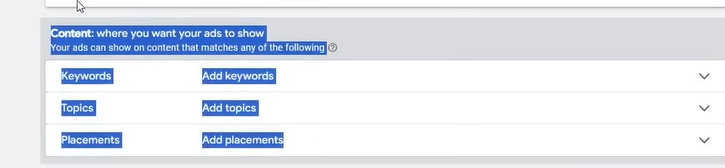 Content: where you want your ads to show
Your ads can show on content that matches any of the following
Keywords Add keywords
Topics Add topics
Placements Add placements